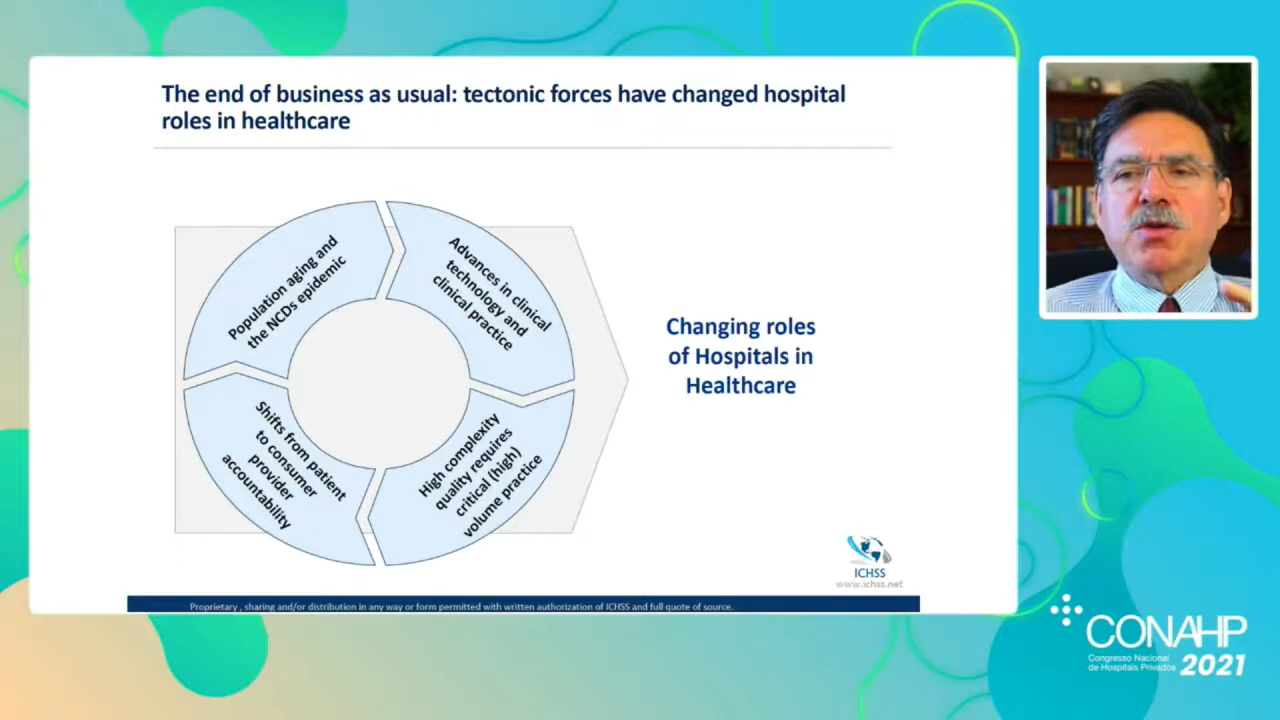 The end of business as usual: tectonic forces have changed hospital
roles in healthcare
Population aging and
the NCDs epidemic
Advances in clinical
technology and
clinical practice
Shifts from patient
to consumer
provider
accountability
High complexity
quality requires
critical (high)
volume practice
Changing roles
of Hospitals in
Healthcare
ICHSS
www.ichss.net
Proprietary , sharing and/or distribution in any way or form permitted with written authorization of ICHSS and full quote of source.
CONAHP
Congresso Nacional
de Hospitais Privados
2021